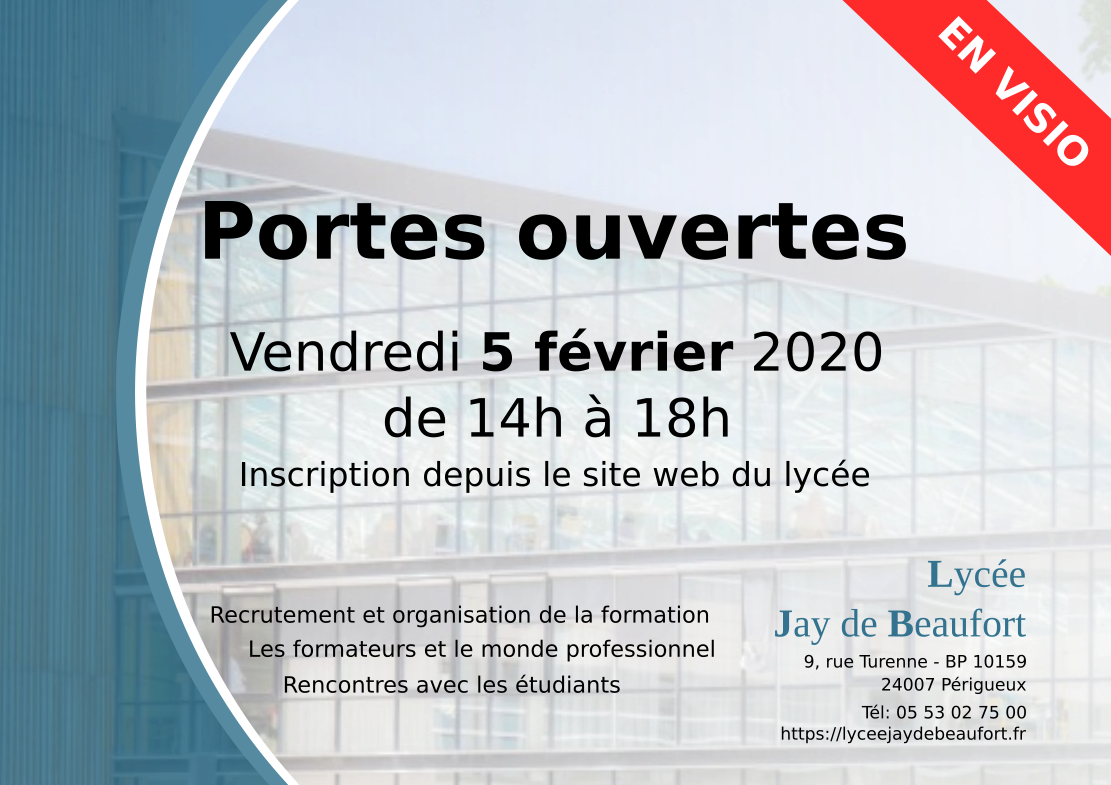 EN VISIO
Portes ouvertes
Vendredi 5 février 2020
de 14h à 18h
Inscription depuis le site web du lycée
Recrutement et organisation de la formation
Les formateurs et le monde professionnel
Rencontres avec les étudiants
Lycée
Jay de Beaufort
9, rue Turenne - BP 10159
24007 Périgueux
Tél: 05 53 02 75 00
https://lyceejaydebeaufort.fr